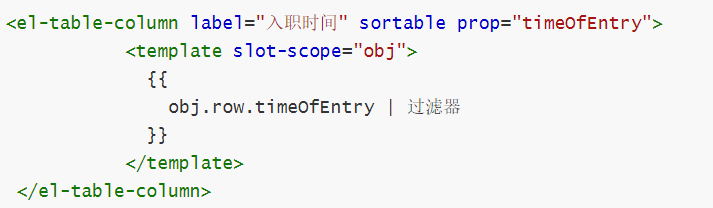 <el-table-column label="入职时间" sortable prop="timeOfEntry">
<template slot-scope="obj">
{{
obj.row.timeOfEntry | 过滤器
}}
</template>
</el-table-column>